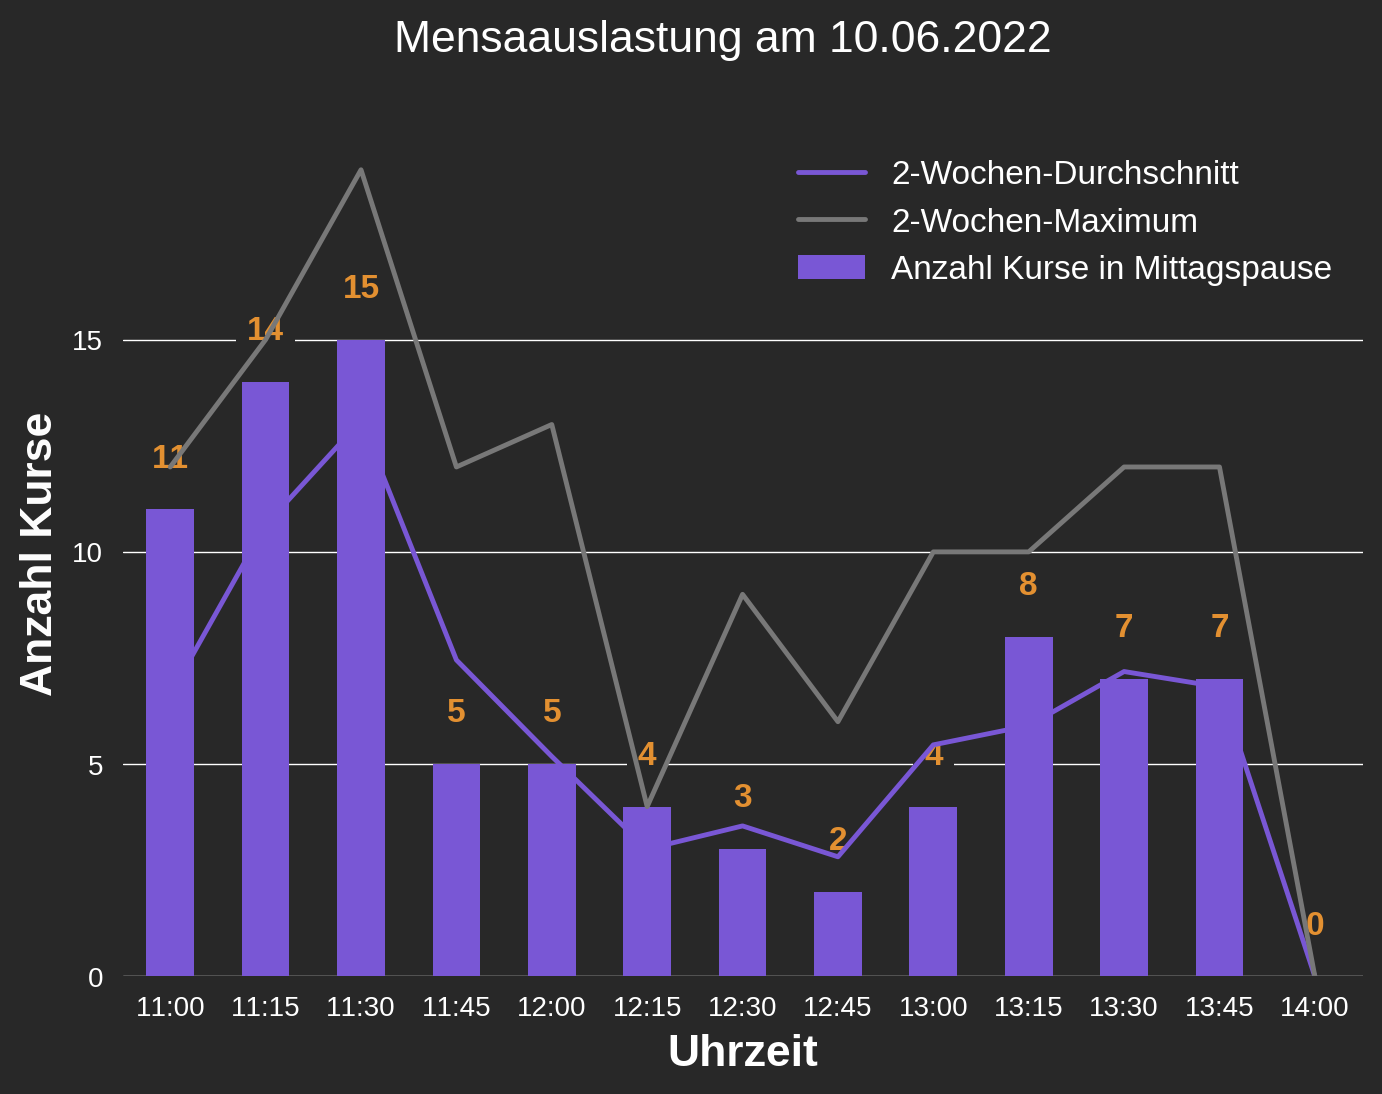 Mensaauslastung am 10.06.2022
2-Wochen-Durchschnitt
2-Wochen-Maximum
Anzahl Kurse in Mittagspause
Anzahl Kurse
15
10
5
0
11
14
15
5
5
4
3
2
4
8
7
7
0
11:00 11:15 11:30 11:45 12:00 12:15 12:30 12:45 13:00 13:15 13:30 13:45 14:00
Uhrzeit